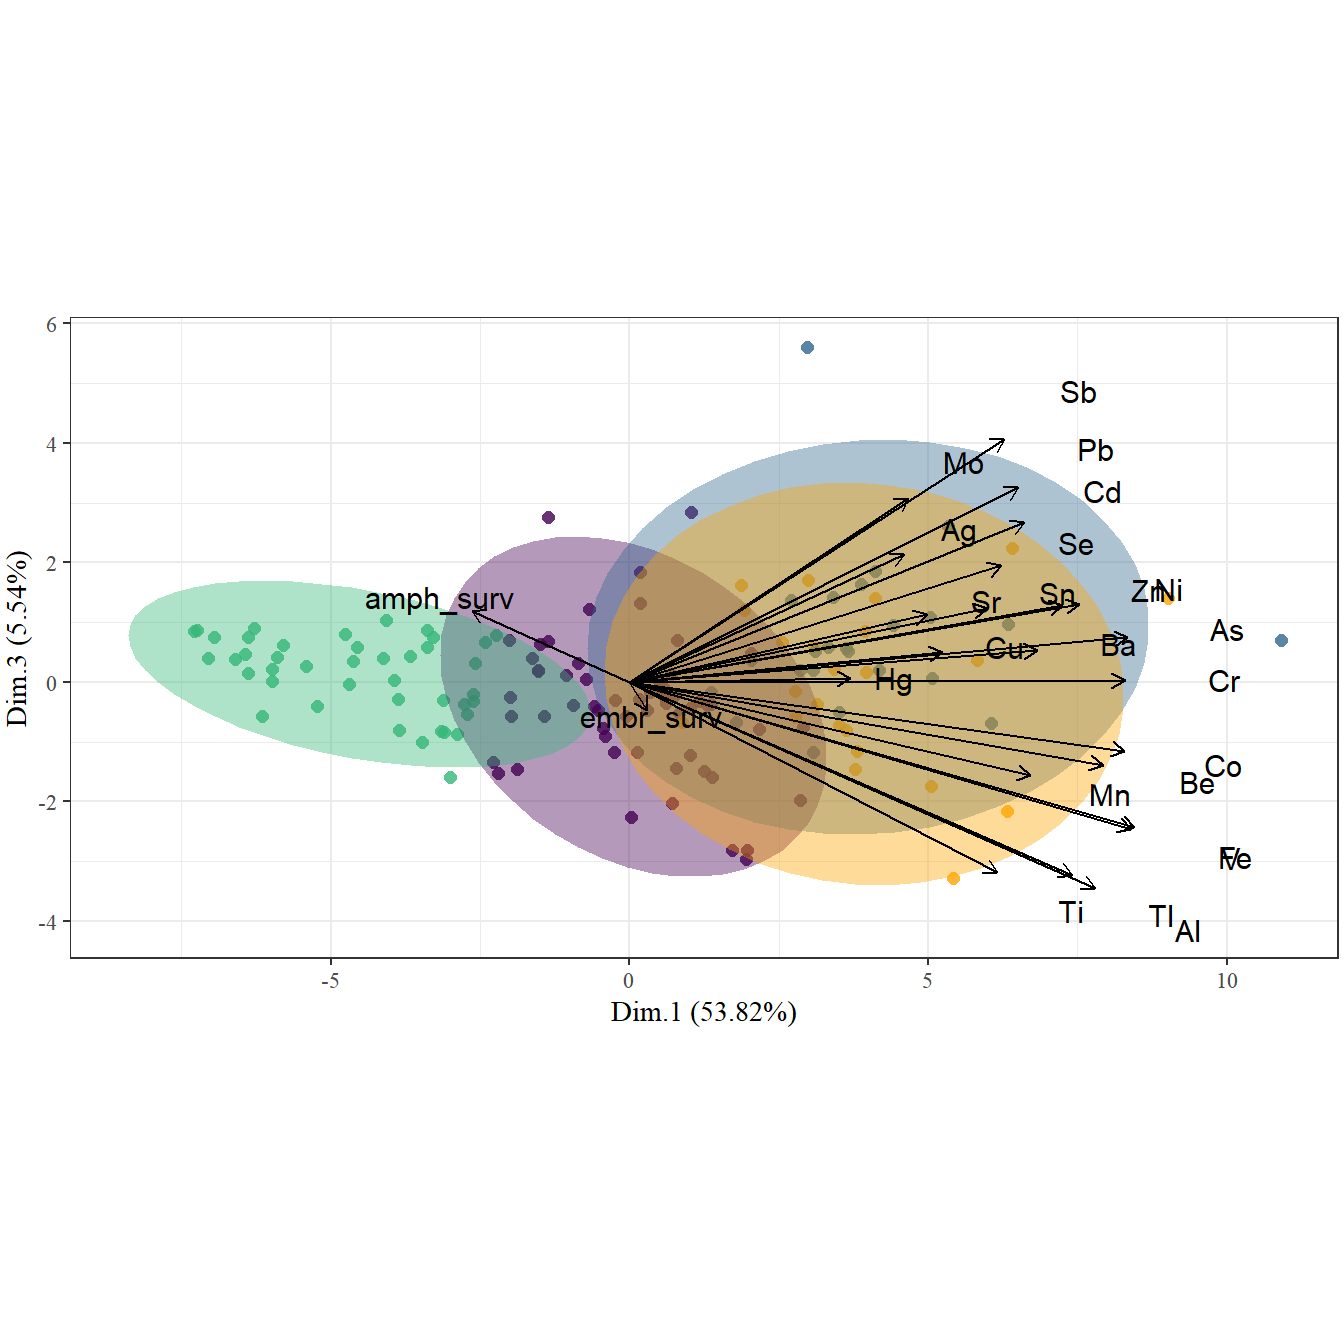 6
Sb
4
Mo
Pb
Cd
Ag
Se
2
amph_surv
Sr
Sn
Zn
Ni
As
Cu
Ba
0
Hg
Cr
embr_surv
Co
Be
-2
Mn
Fe
V
-4
Ti
Tl
Al
-5
0
5
10
Dim.1 (53.82%)
Dim.3 (5.54%)